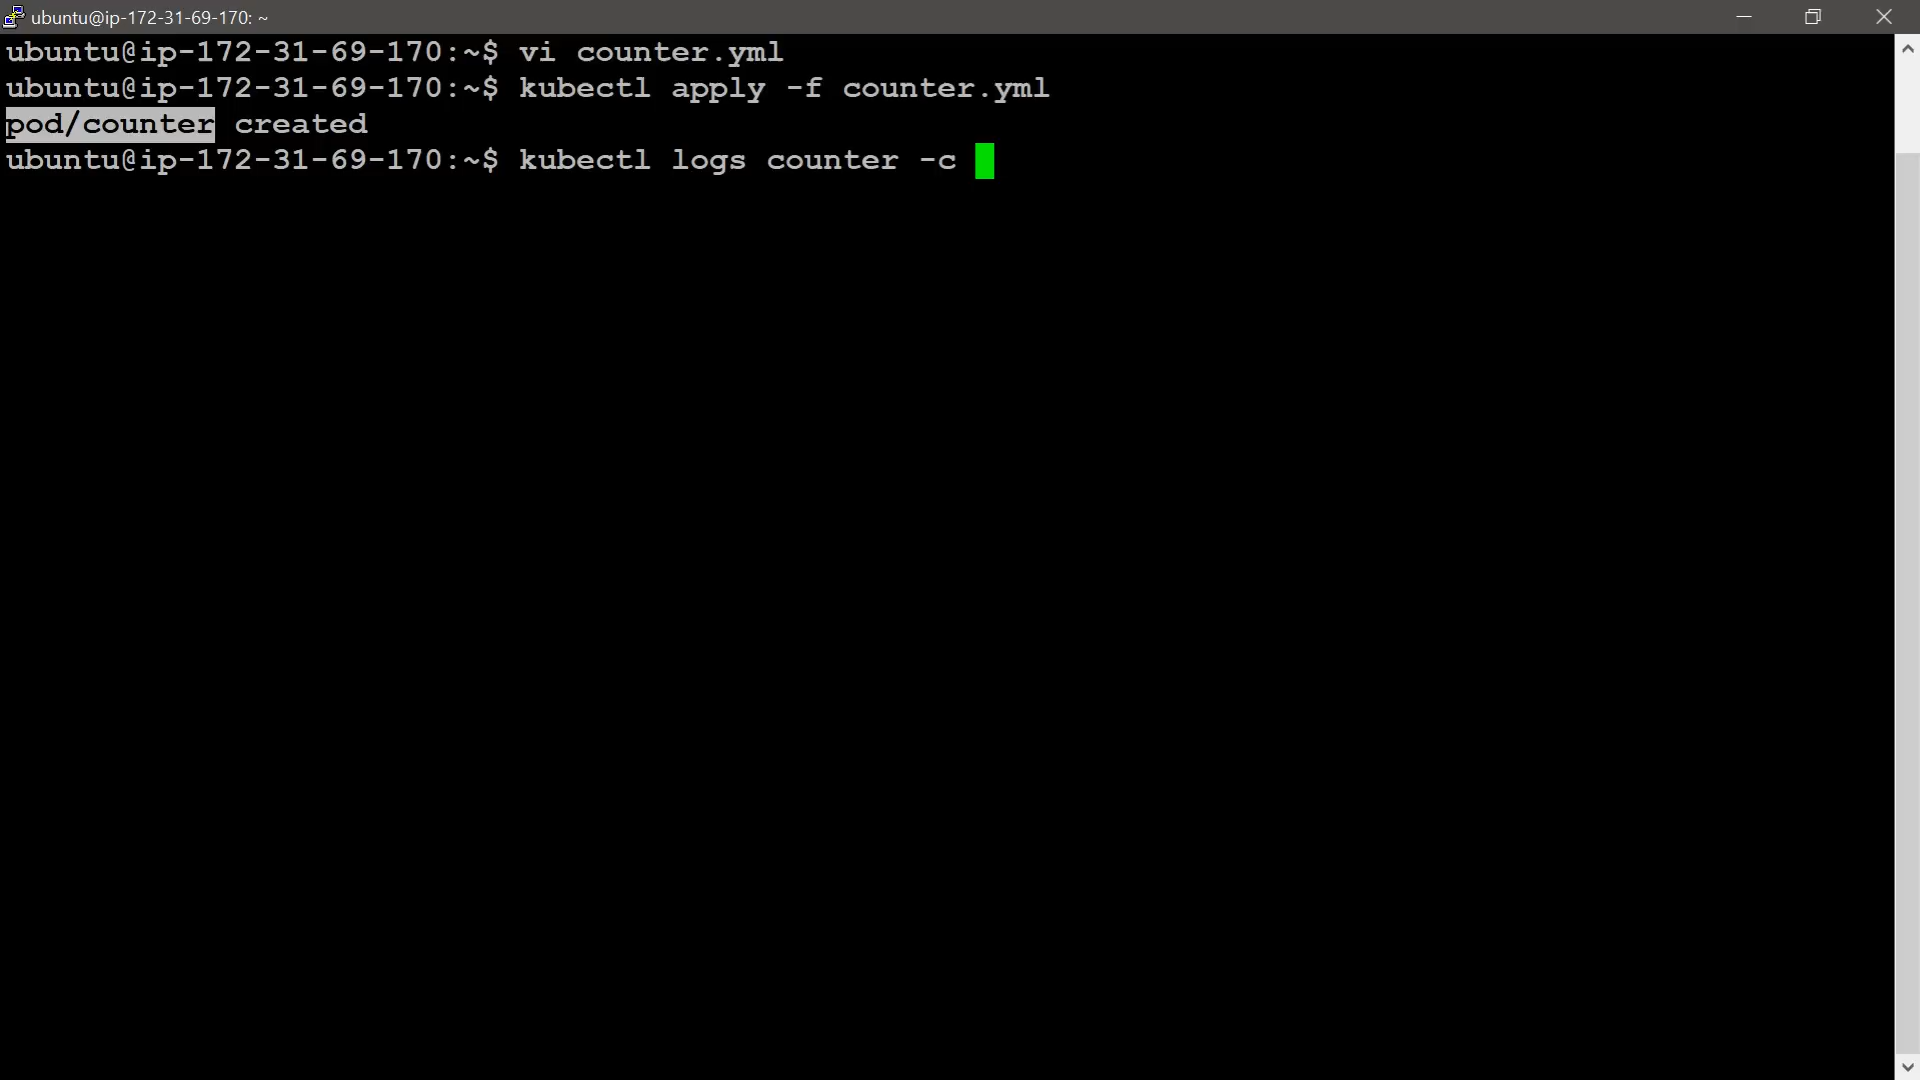 ubuntu@ip-172-31-69-170: ~
ubuntu@ip-172-31-69-170:~$ vi counter.yml
ubuntu@ip-172-31-69-170:~$ kubectl apply -f counter.yml
pod/counter created
ubuntu@ip-172-31-69-170:~$ kubectl logs counter -c